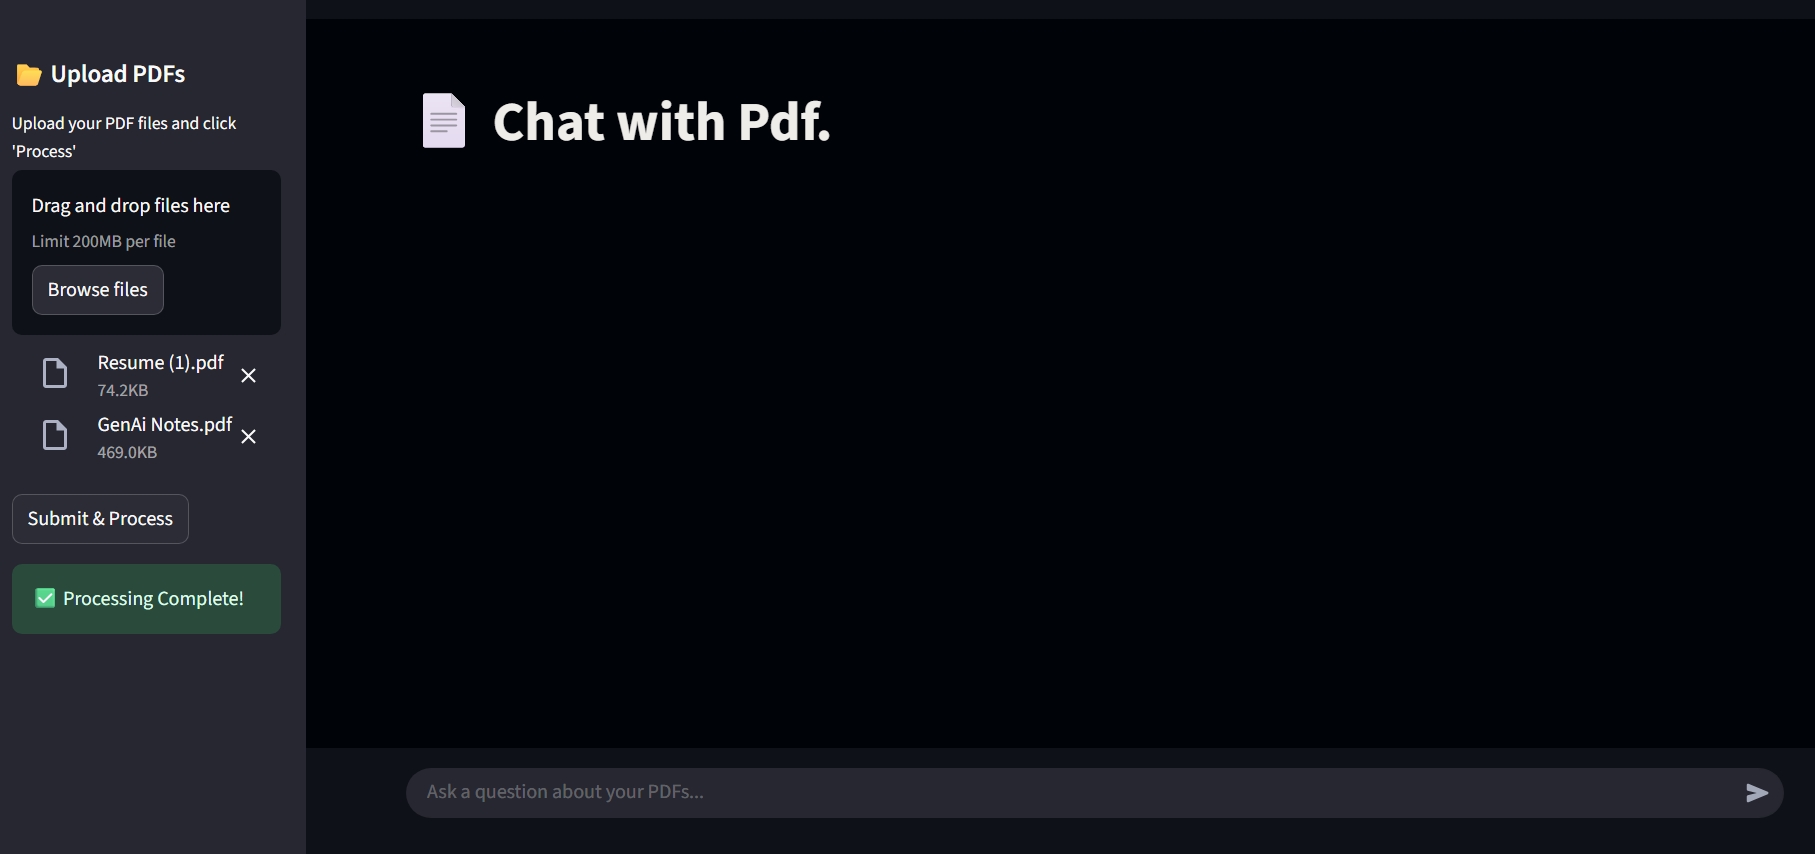 Upload PDFs
Upload your PDF files and click
'Process'
Drag and drop files here
Limit 200MB per file
Browse files
Resume (1).pdf
74.2KB
GenAi Notes.pdf
469.0KB
Submit & Process
Processing Complete!
Chat with Pdf.
Ask a question about your PDFs...